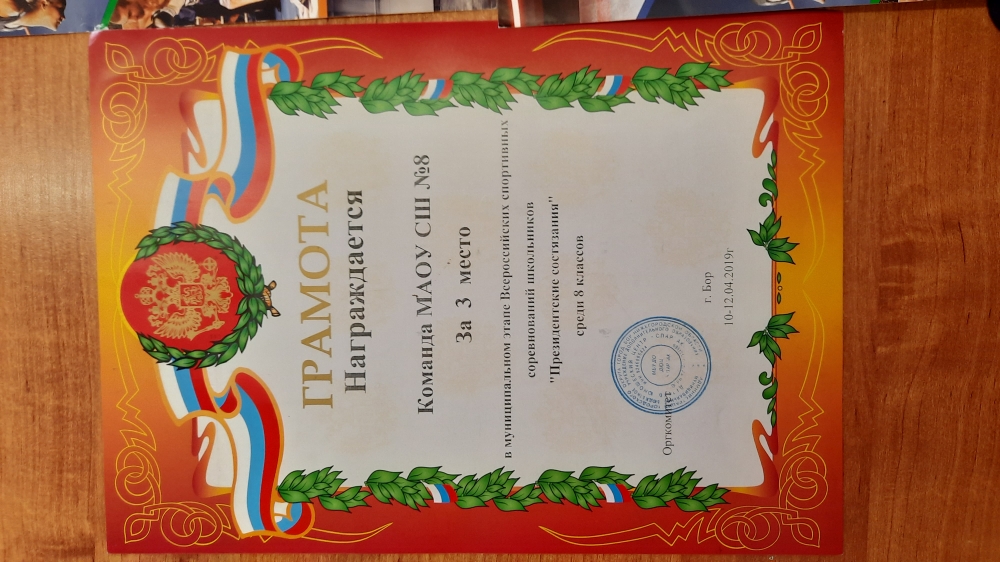 ГРАМОТА
Награждается
Команда МАОУ СШ №8
За 3 место
в муниципальном этапе Всероссийских спортивных
соревнований школьников
"Президентские состязания"
среди 8 классов
Оргкомитет
г. Бор
10-12.04.2019г